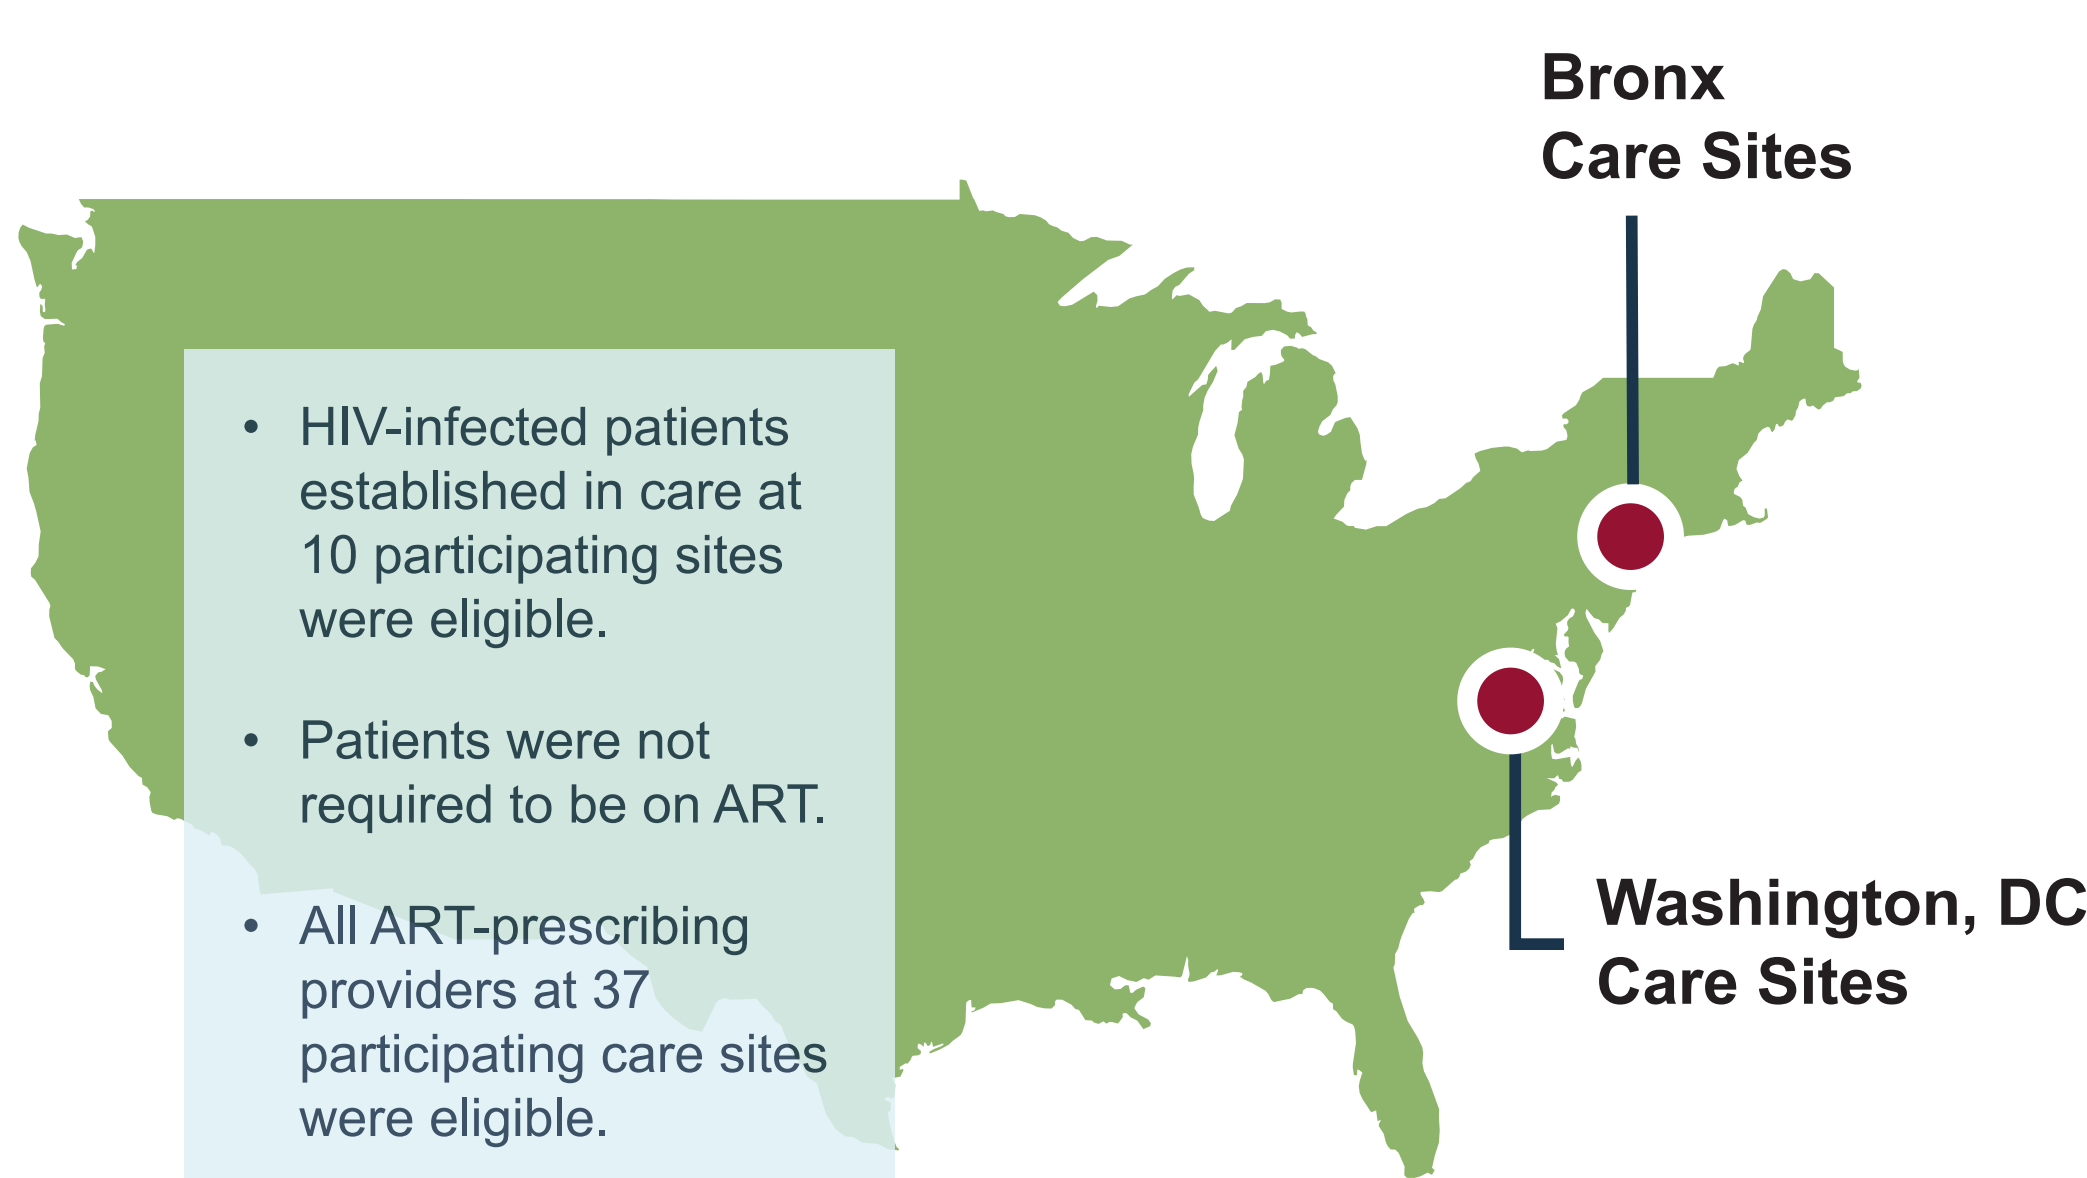 Bronx
Care Sites
• HIV-infected patients
established in care at
10 participating sites
were eligible.
• Patients were not
required to be on ART.
• All ART-prescribing
providers at 37
participating care sites
were eligible.
Washington, DC
Care Sites